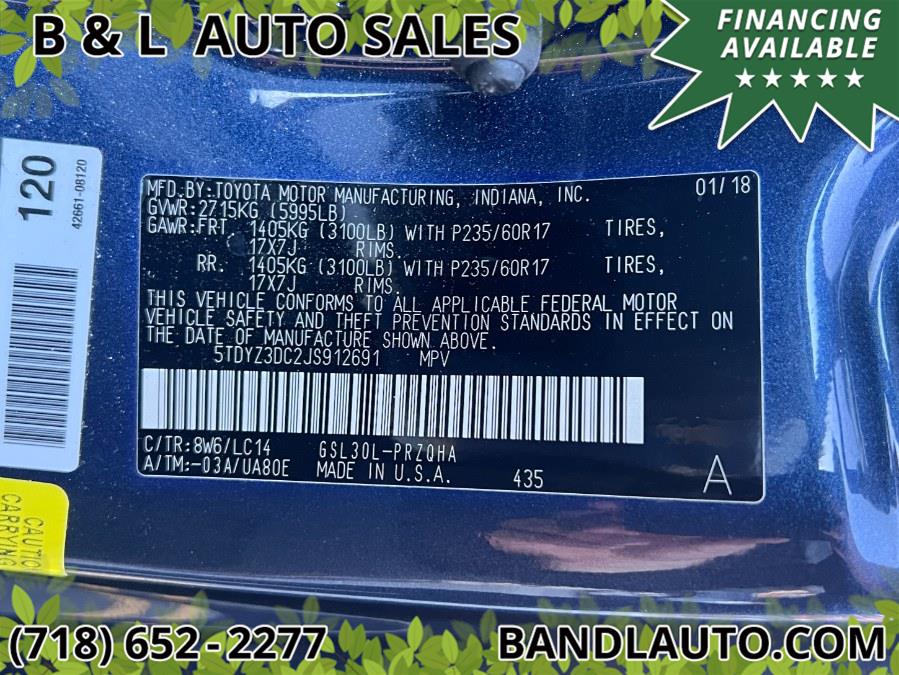 B & L AUTO SALES
FINANCING
AVAILABLE
120
42661-08120
MFD.BY:TOYOTA MOTOR MANUFACTURING, INDIANA, INC. 01/18
GVWR:2715KG (5995LB)
GAWR:FRT. 1405KG (3100LB) WITH P235/60R17 TIRES,
17X7J RIMS.
RR. 1405KG (3100LB) WITH P235/60R17 TIRES,
17X7J RIMS.
THIS VEHICLE CONFORMS TO ALL APPLICABLE FEDERAL MOTOR
VEHICLE SAFETY AND THEFT PREVENTION STANDARDS IN EFFECT ON
THE DATE OF MANUFACTURE SHOWN ABOVE.
5TDYZ3DC2JS912691 MPV
C/TR:8W6/LC14 GSL30L-PRZQHA
A/TM:-03A/UA80E MADE IN U.S.A. 435 A
CARRYING
(718) 652-2277 BANDLAUTO.COM